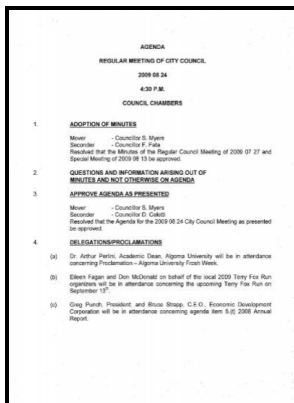 AGENDA
REGULAR MEETING OF CITY COUNCIL
2009 08 24
4:30 P.M.
COUNCIL CHAMBERS
1. ADOPTION OF MINUTES
Mover - Councillor S. Myers
Seconder - Councillor F. Fata
Resolved that the Minutes of the Regular Council Meeting of 2009 07 27 and
Special Meeting of 2009 08 13 be approved.
2. QUESTIONS AND INFORMATION ARISING OUT OF
MINUTES AND NOT OTHERWISE ON AGENDA
3. APPROVE AGENDA AS PRESENTED
Mover - Councillor S. Myers
Seconder - Councillor D. Celetti
Resolved that the Agenda for the 2009 08 24 City Council Meeting as presented
be approved.
4. DELEGATIONS/PROCLAMATIONS
(a) Dr. Arthur Perlini, Academic Dean, Algoma University will be in attendance
concerning Proclamation – Algoma University Frosh Week.
(b) Eileen Fagan and Don McDonald on behalf of the local 2009 Terry Fox Run
organizers will be in attendance concerning the upcoming Terry Fox Run on
September 13th.
(c) Greg Punch, President; and Bruce Strapp, C.E.O., Economic Development
Corporation will be in attendance concerning agenda item 5.(t) 2008 Annual
Report.